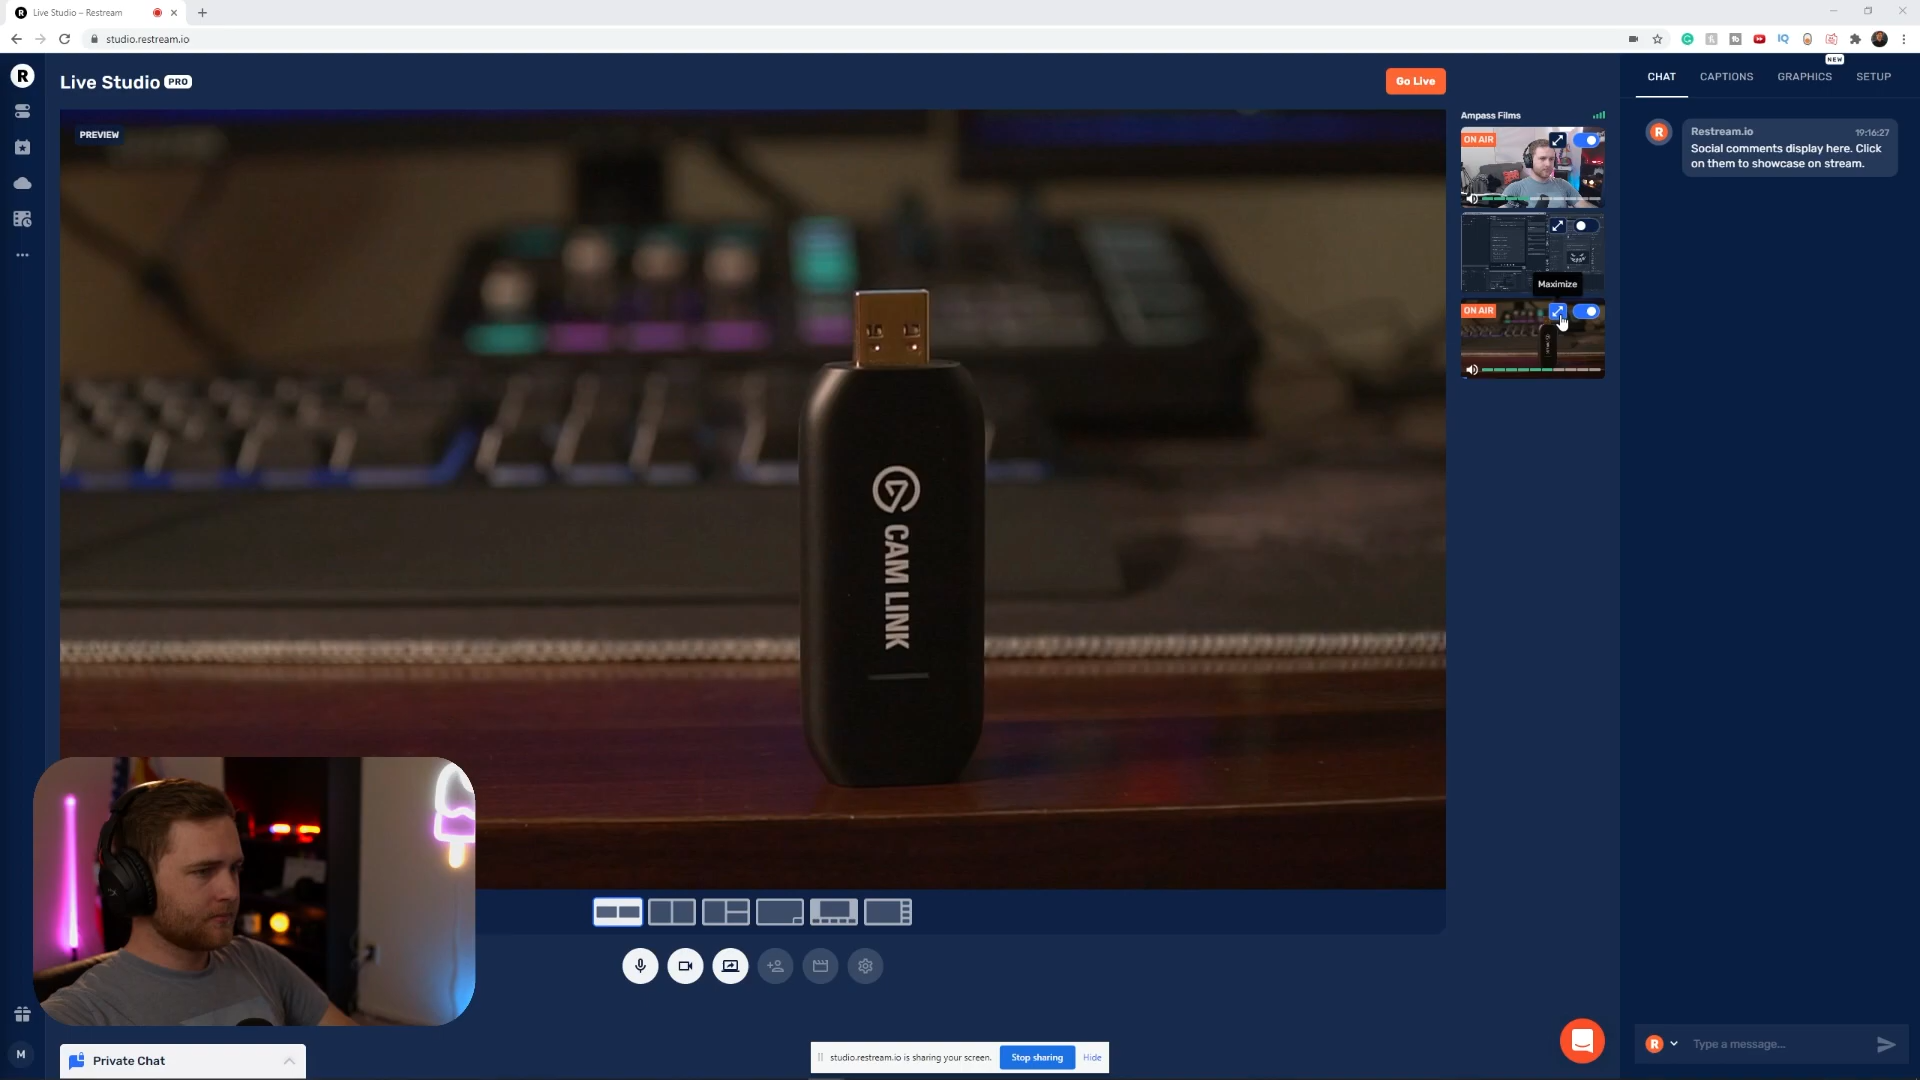 Live Studio – Restream
studio.restream.io
IQ
R
Live Studio PRO
Go Live
NEW
CHAT
CAPTIONS
GRAPHICS
SETUP
PREVIEW
Ampass Films
ON AIR
Maximize
ON AIR
R
Restream.io
19:16:27
Social comments display here. Click
on them to showcase on stream.
CAM LINK
M
Private Chat
studio.restream.io is sharing your screen.
Stop sharing
Hide
R
Type a message...